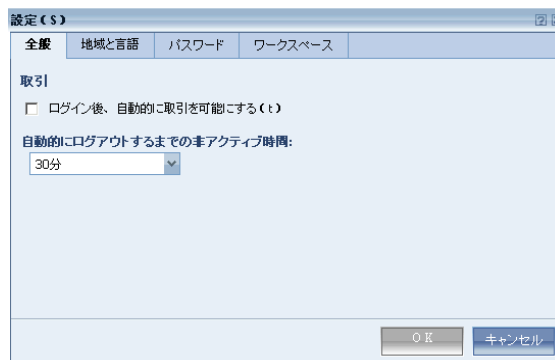 設定(S)
全般 地域と言語 パスワード ワークスペース
取引
ログイン後、自動的に取引を可能にする(t)
自動的にログアウトするまでの非アクティブ時間:
30分
OK キャンセル